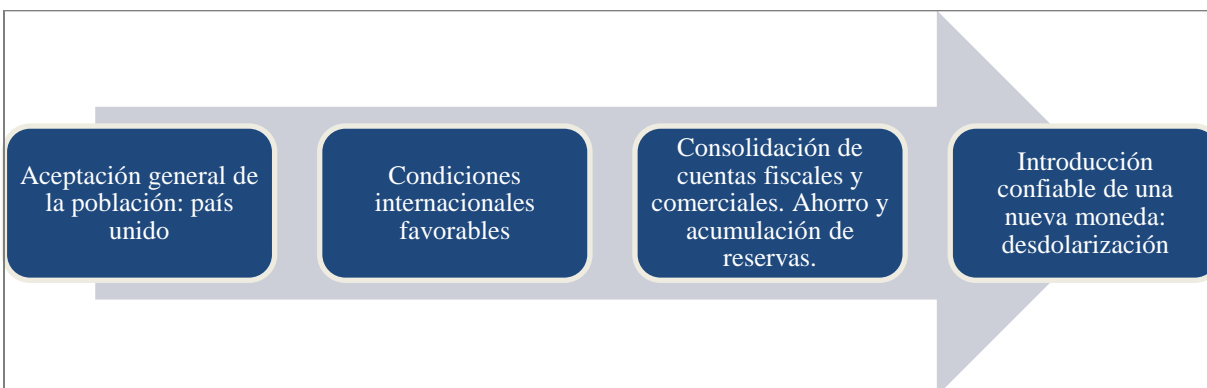 Aceptación general de
la población: país
unido
Condiciones
internacionales
favorables
Consolidación de
cuentas fiscales y
comerciales. Ahorro y
acumulación de
reservas.
Introducción
confiable de una
nueva moneda:
desdolarización